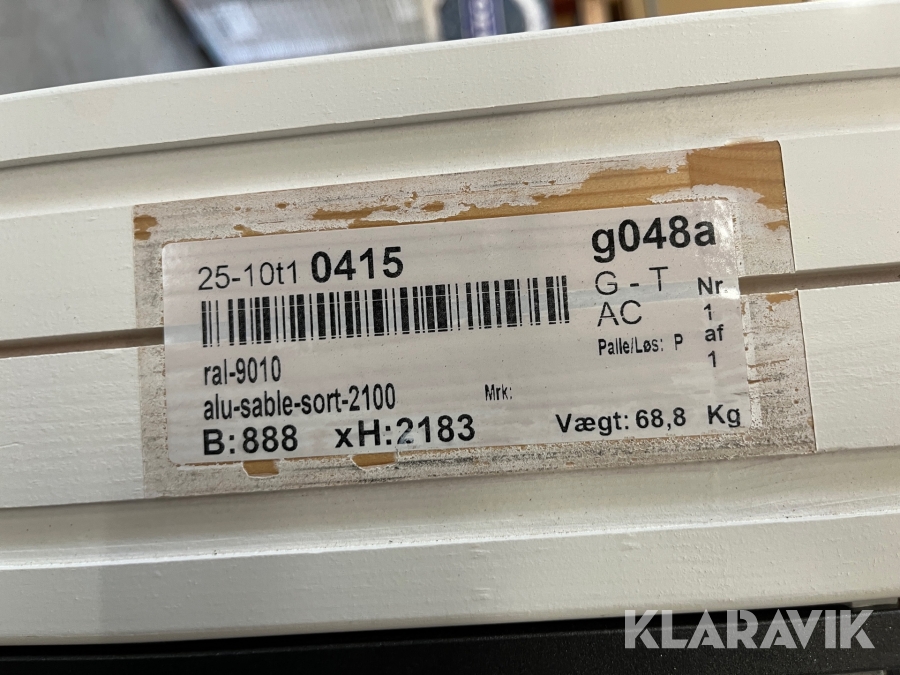 25-10t1 0415
g048a
G - T
AC
Nr.
1
af
1
Palle/Løs: P
ral-9010
alu-sable-sort-2100
Mrk:
B:888 xH:2183
Vægt: 68,8 Kg
KLARAVIK